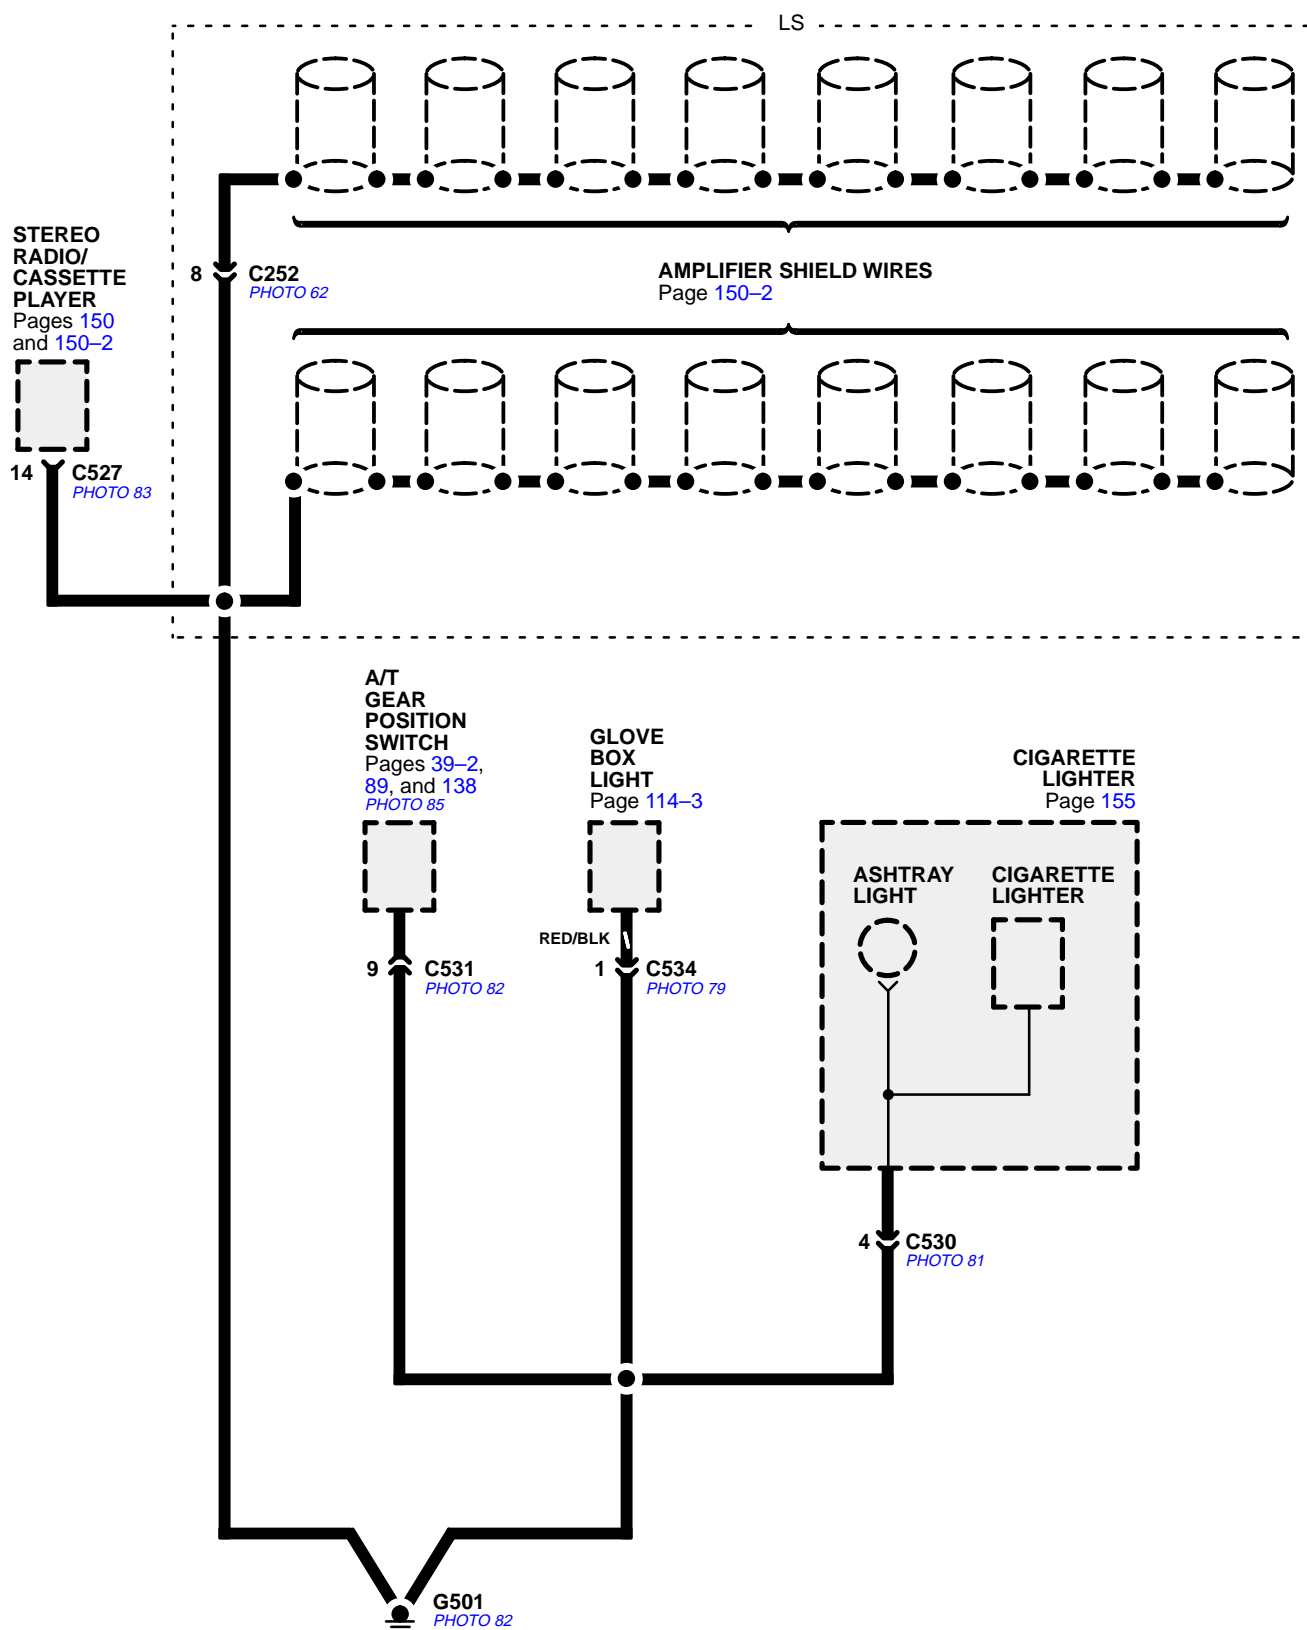 LS
STEREO
RADIO/
CASSETTE
PLAYER
Pages 150
and 150–2
8 C252
PHOTO 62
AMPLIFIER SHIELD WIRES
Page 150–2
14 C527
PHOTO 83
A/T
GEAR
POSITION
SWITCH
Pages 39–2,
89, and 138
PHOTO 85
GLOVE
BOX
LIGHT
Page 114–3
CIGARETTE
LIGHTER
Page 155
ASHTRAY
LIGHT
CIGARETTE
LIGHTER
RED/BLK
9 C531
PHOTO 82
1 C534
PHOTO 79
4 C530
PHOTO 81
G501
PHOTO 82